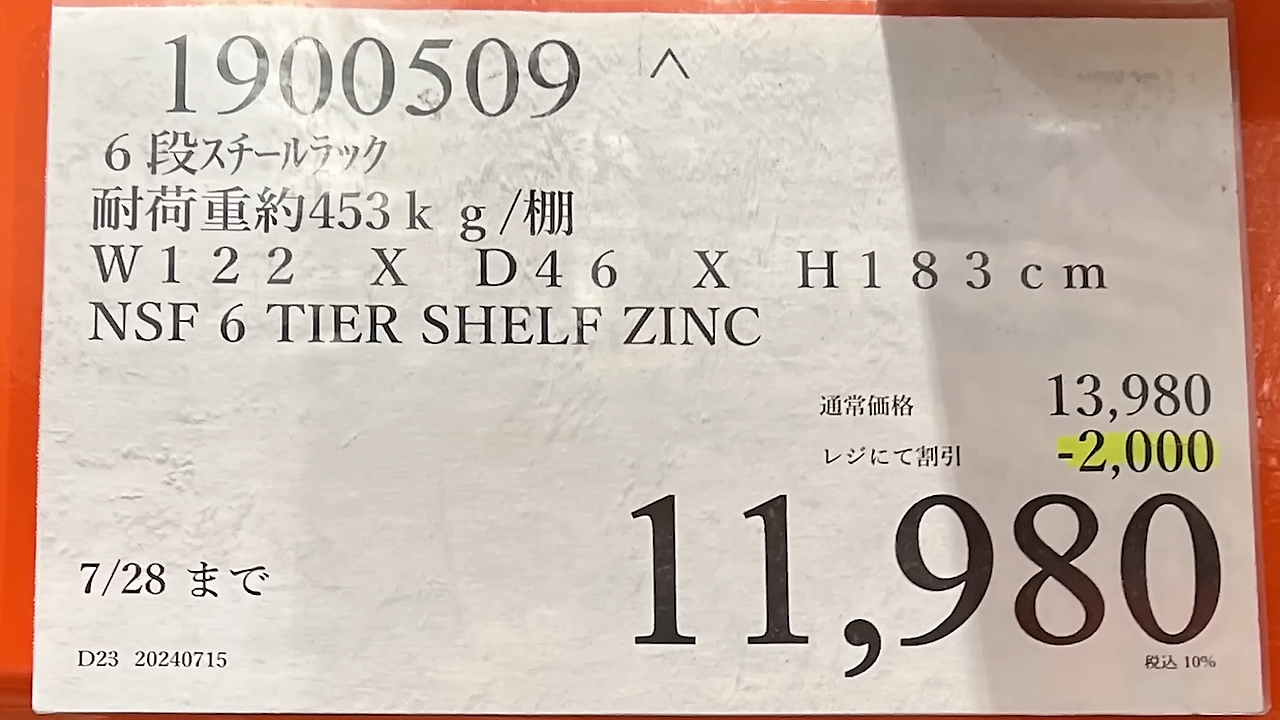 1900509 ^
6段スチールラック
耐荷重約453ｋｇ/棚
Ｗ１２２　Ｘ　Ｄ４６　Ｘ　Ｈ１８３ｃｍ
NSF 6 TIER SHELF ZINC
通常価格 13,980
レジにて割引 -2,000
11,980
7/28 まで
D23 20240715
税込 10%